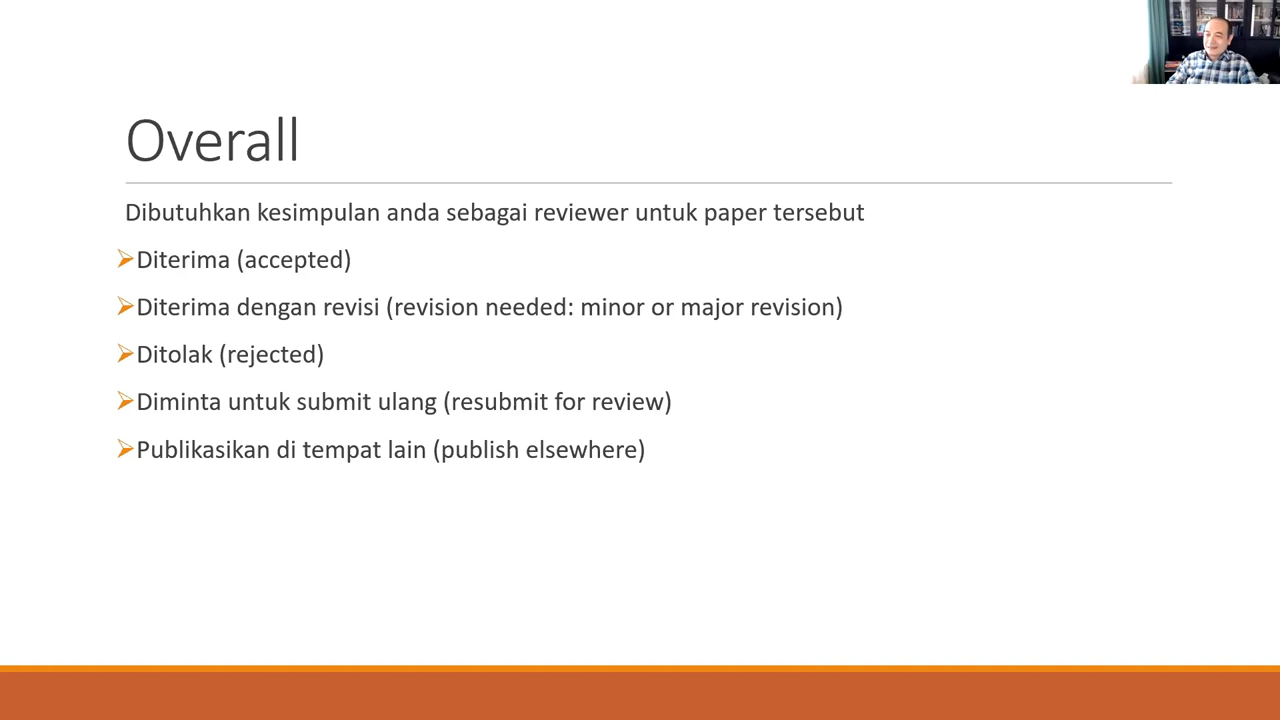 Overall
Dibutuhkan kesimpulan anda sebagai reviewer untuk paper tersebut
Diterima (accepted)
Diterima dengan revisi (revision needed: minor or major revision)
Ditolak (rejected)
Diminta untuk submit ulang (resubmit for review)
Publikasikan di tempat lain (publish elsewhere)